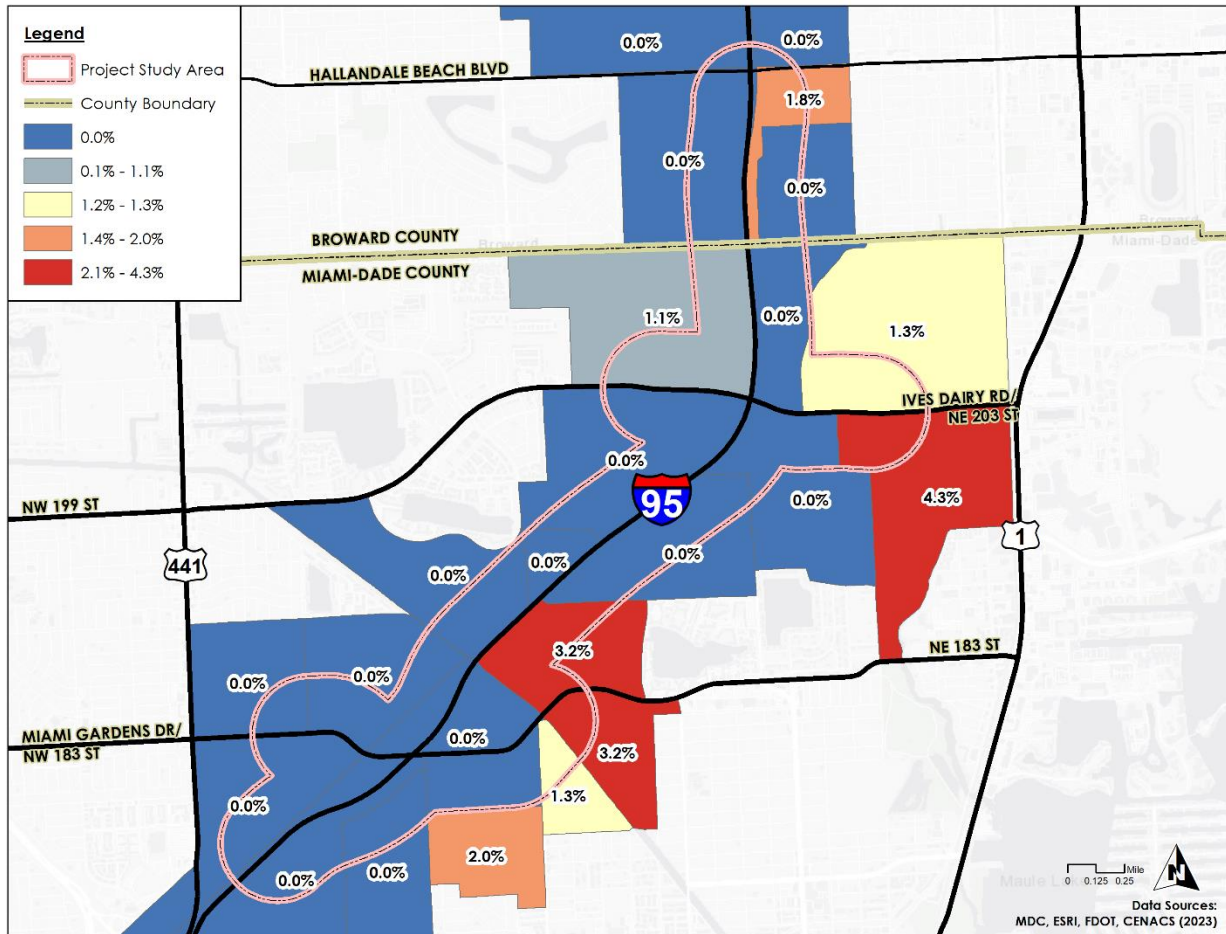 Legend
Project Study Area
County Boundary
0.0%
0.1% - 1.1%
1.2% - 1.3%
1.4% - 2.0%
2.1% - 4.3%
0.0%
0.0%
HALLANDALE BEACH BLVD
1.8%
0.0%
0.0%
BROWARD COUNTY
Broward
Broward
Miami-Dade
MIAMI-DADE COUNTY
1.1%
0.0%
1.3%
IVES DAIRY RD/
NE 203 ST
0.0%
95
0.0%
4.3%
NW 199 ST
441
1
0.0%
0.0%
0.0%
3.2%
NE 183 ST
0.0%
0.0%
MIAMI GARDENS DR/
NW 183 ST
0.0%
3.2%
0.0%
1.3%
2.0%
0.0%
0.0%
Mile
0 0.125 0.25
N
Maule Lake
Data Sources:
MDC, ESRI, FDOT, CENACS (2023)